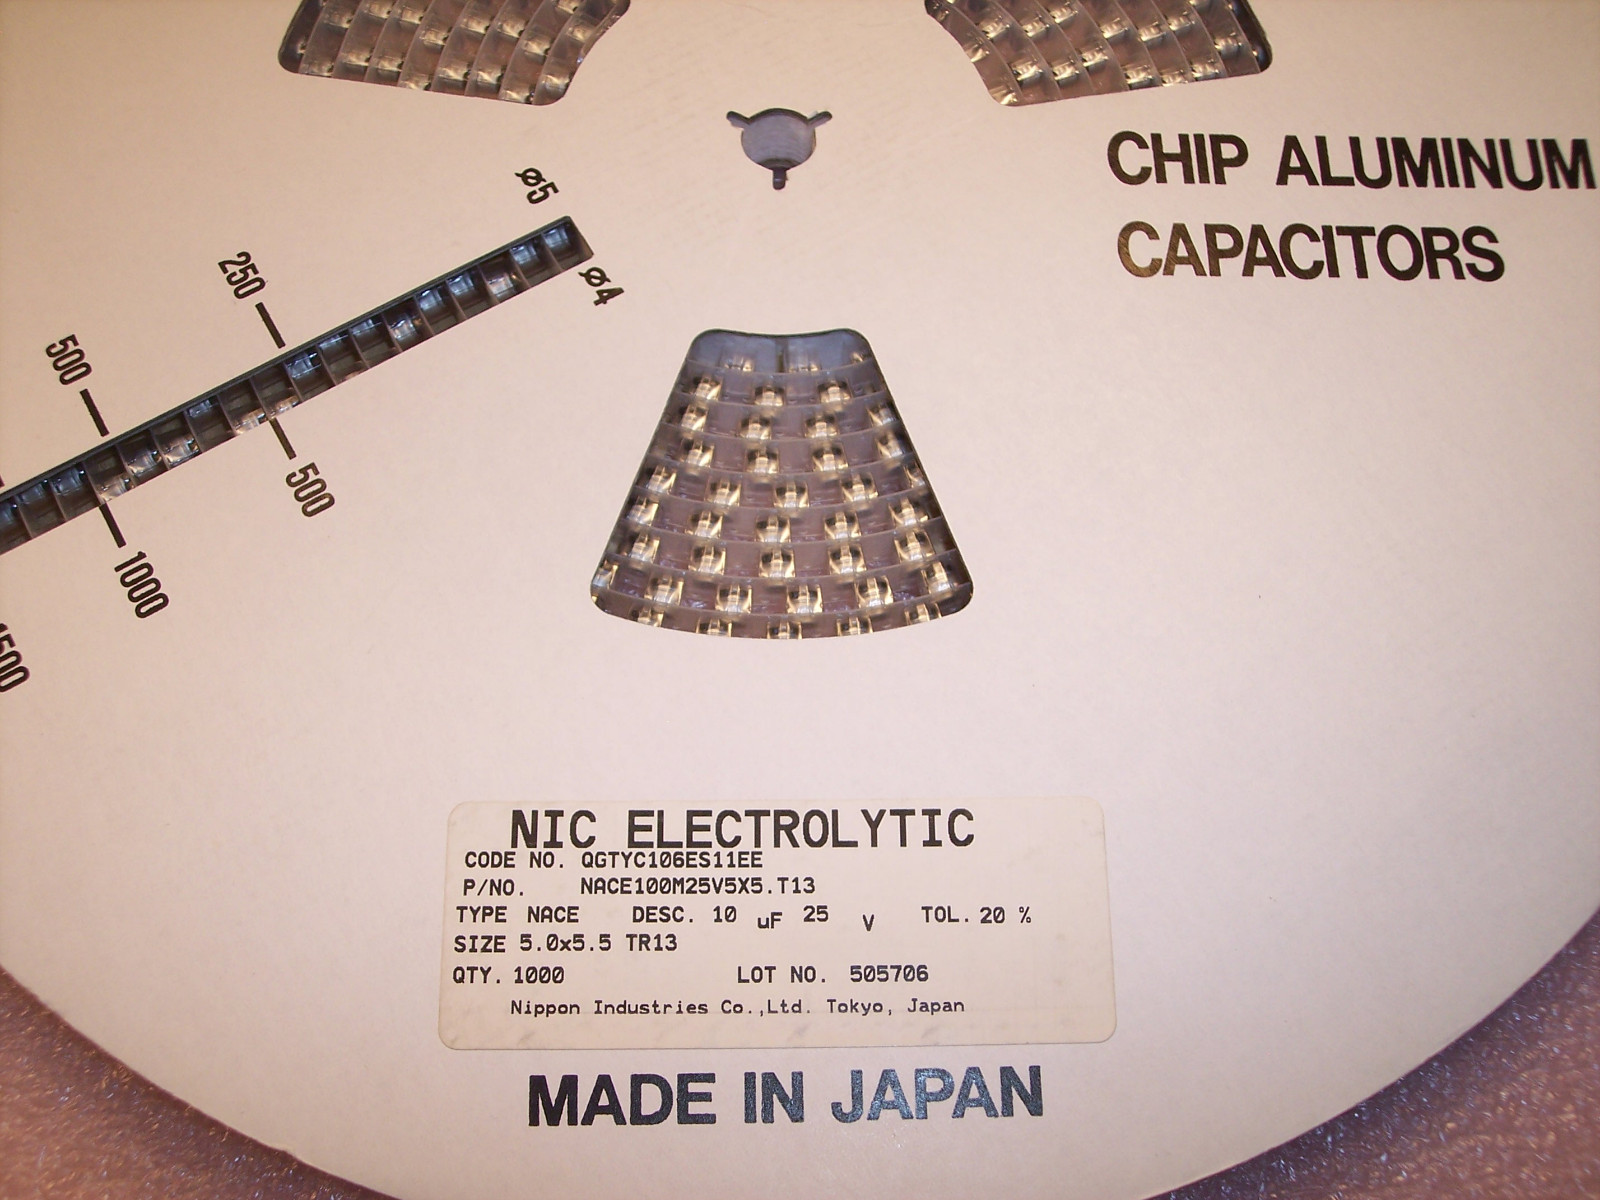 CHIP ALUMINUM
CAPACITORS
ø5
ø4
250
500
500
1000
NIC ELECTROLYTIC
CODE NO. QGTYC106ES11EE
P/NO. NACE100M25V5X5.T13
TYPE NACE DESC. 10 uF 25 V TOL. 20 %
SIZE 5.0x5.5 TR13
QTY. 1000 LOT NO. 505706
Nippon Industries Co.,Ltd. Tokyo, Japan
MADE IN JAPAN